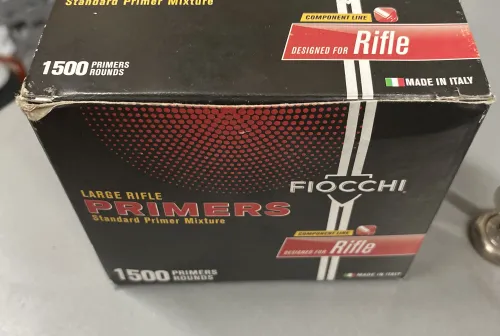 Standard Primer Mixture
COMPONENT LINE
DESIGNED FOR Rifle
1500 PRIMERS
ROUNDS
MADE IN ITALY
FIOCCHI
LARGE RIFLE
PRIMERS
Standard Primer Mixture
COMPONENT LINE
DESIGNED FOR Rifle
1500 PRIMERS
ROUNDS
MADE IN ITALY